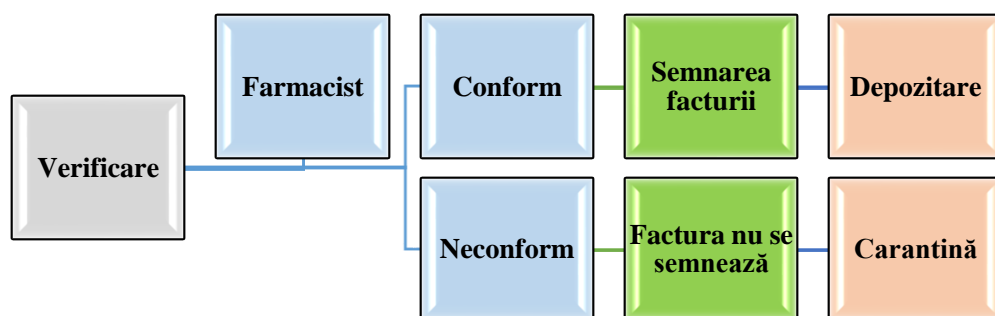 Verificare
Farmacist
Conform
Semnarea
facturii
Depozitare
Neconform
Factura nu se
semnează
Carantină